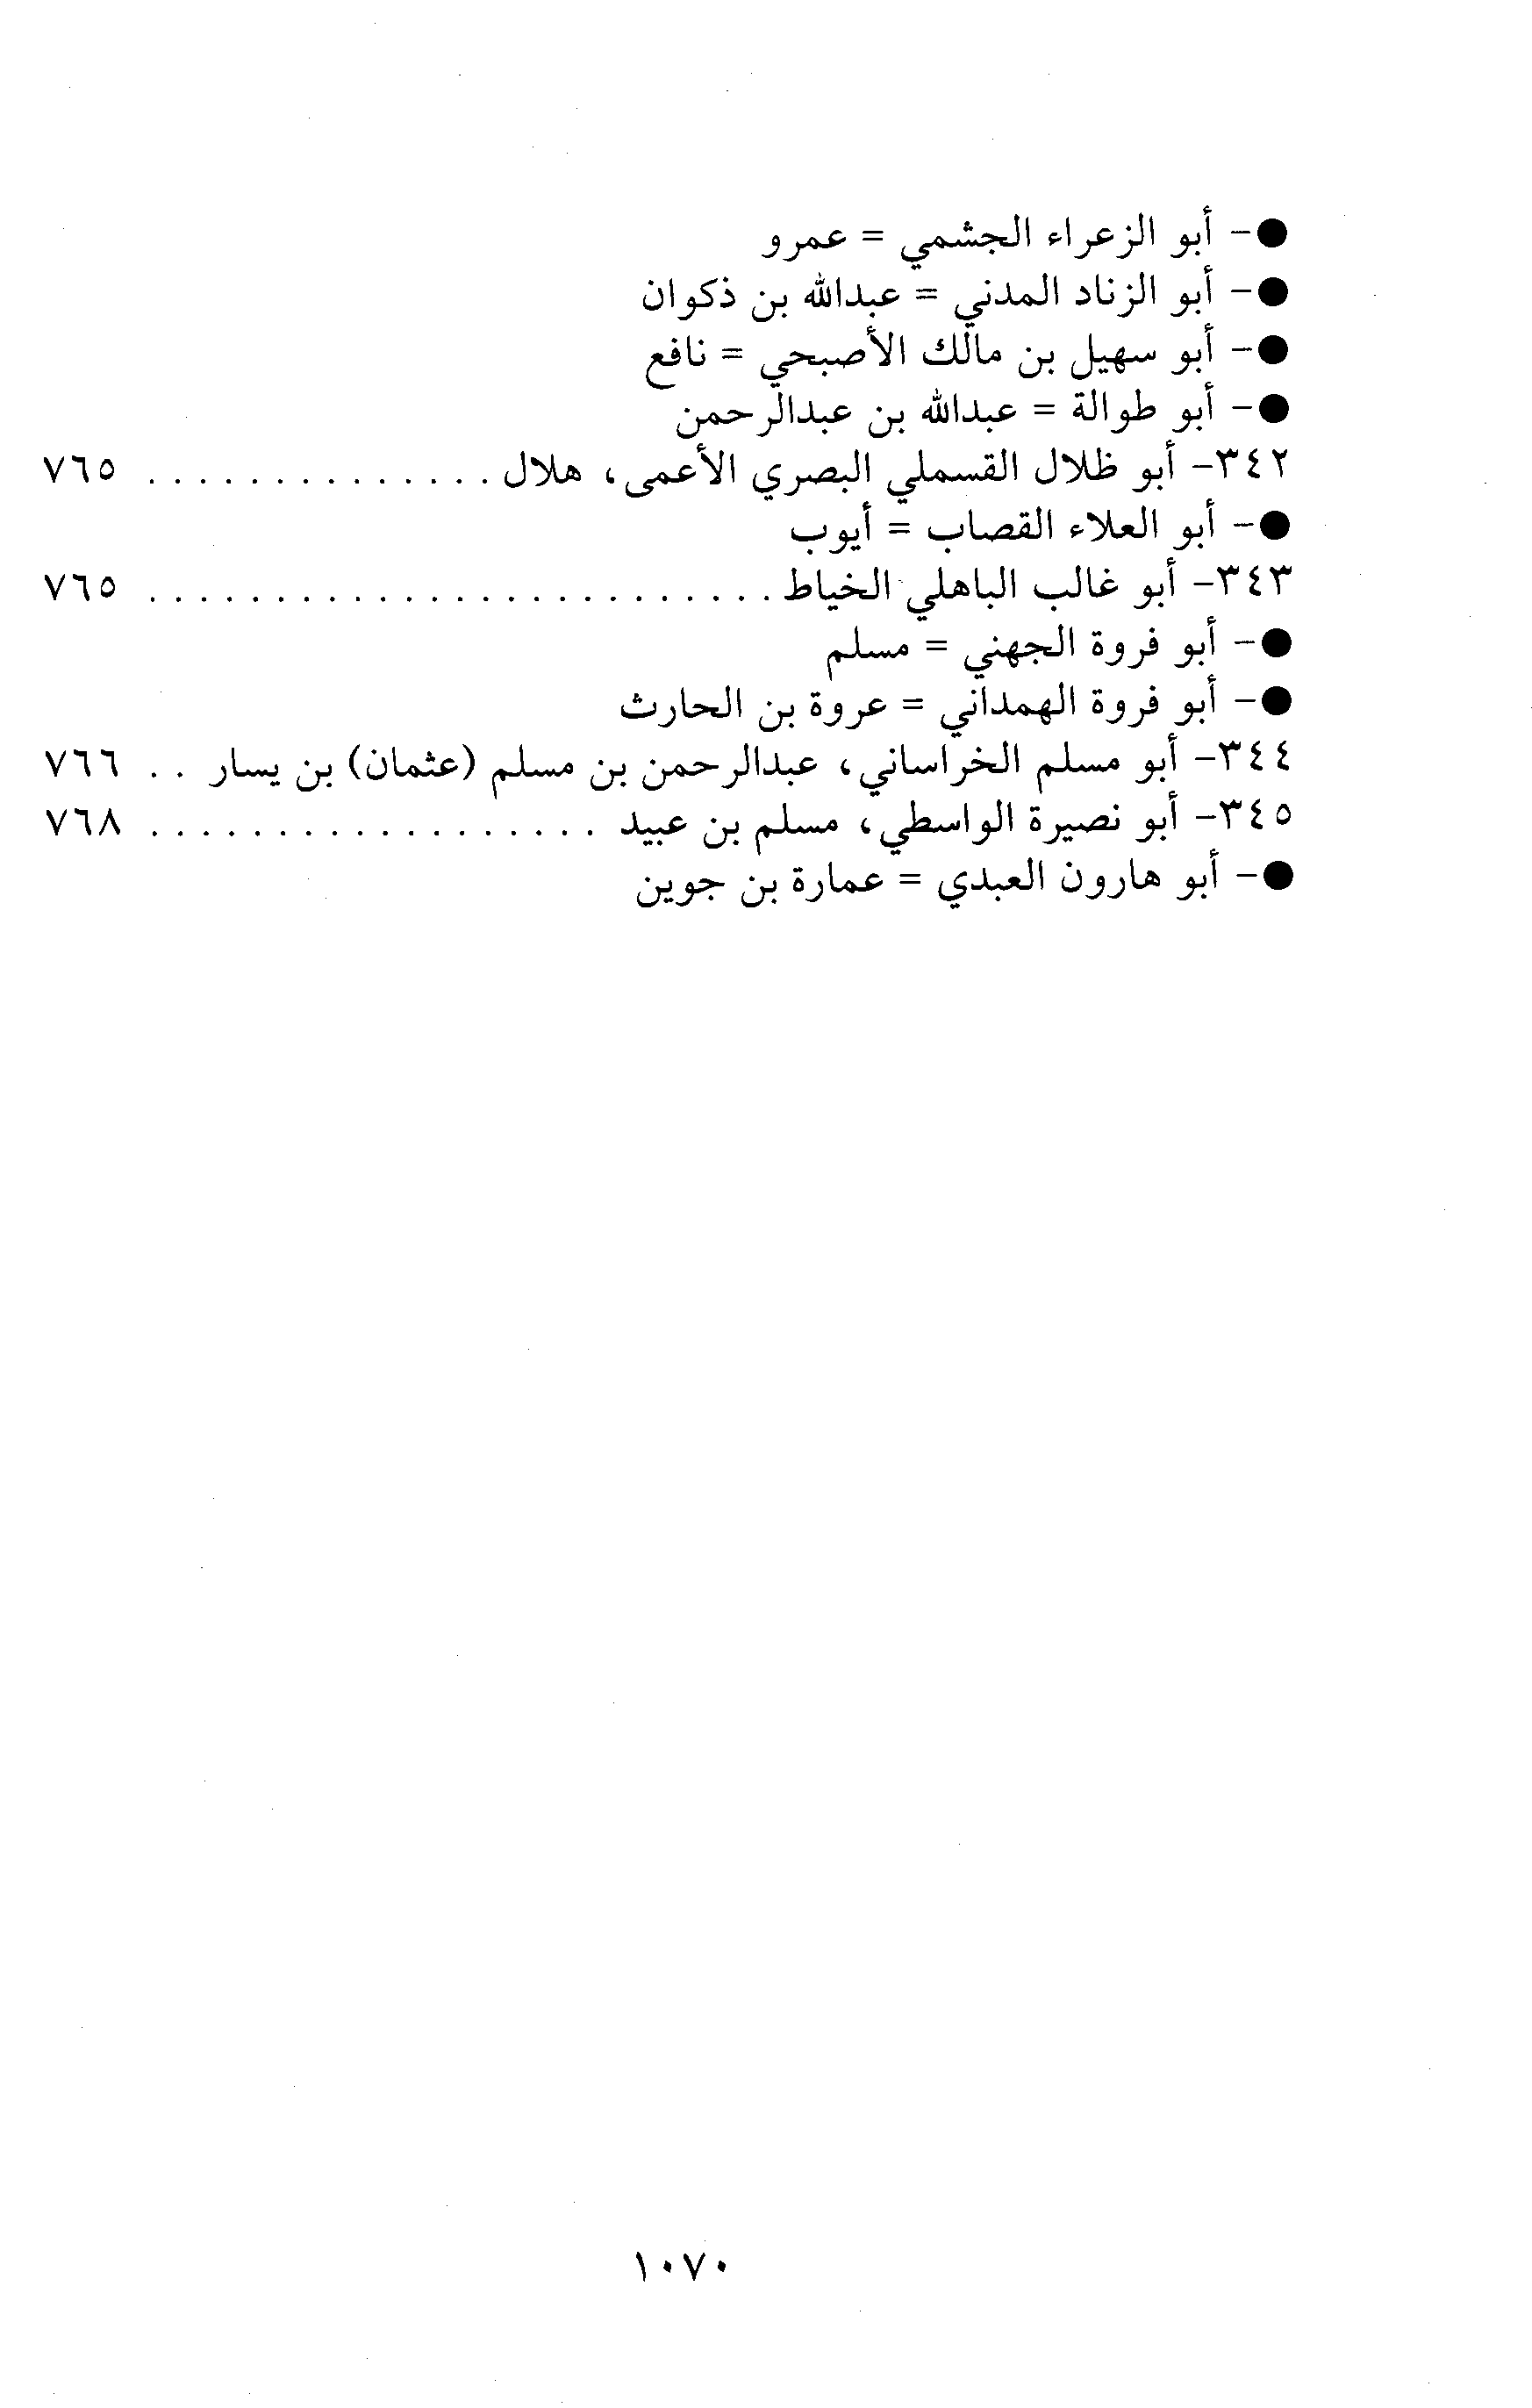 ●- أبو الزعراء الجشمي = عمرو
●- أبو الزناد المدني = عبدالله بن ذكوان
●- أبو سهيل بن مالك الأصبحي = نافع
●- أبو طوالة = عبدالله بن عبدالرحمن
٣٤٢- أبو ظلال القسملي البصري الأعمى، هلال . . . . . . . . . . . . . . ٧٦٥
●- أبو العلاء القصاب = أيوب
٣٤٣- أبو غالب الباهلي الخياط . . . . . . . . . . . . . . . . . . . . . . . . . ٧٦٥
●- أبو فروة الجهني = مسلم
●- أبو فروة الهمداني = عروة بن الحارث
٣٤٤- أبو مسلم الخراساني، عبدالرحمن بن مسلم (عثمان) بن يسار . . ٧٦٦
٣٤٥- أبو نصيرة الواسطي، مسلم بن عبيد . . . . . . . . . . . . . . . . . . ٧٦٨
●- أبو هارون العبدي = عمارة بن جوين
١٠٧٠